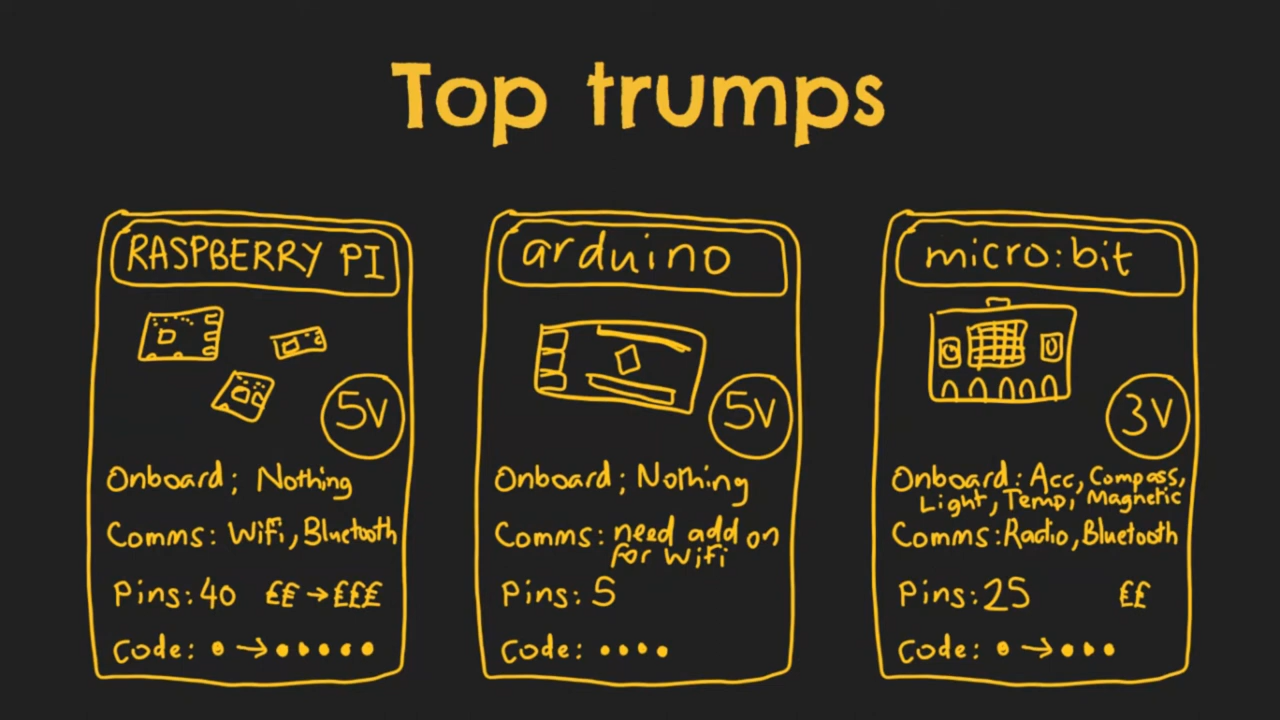 Top trumps
RASPBERRY PI
5V
Onboard; Nothing
Comms: Wifi, Bluetooth
Pins: 40 ££ → £££
Code: • → •••••
arduino
5V
Onboard; Nothing
Comms: need add on
for Wifi
Pins: 5
Code: ••••
micro:bit
3V
Onboard: Acc, Compass,
Light, Temp, Magnetic
Comms: Radio, Bluetooth
Pins: 25 ££
Code: • → •••